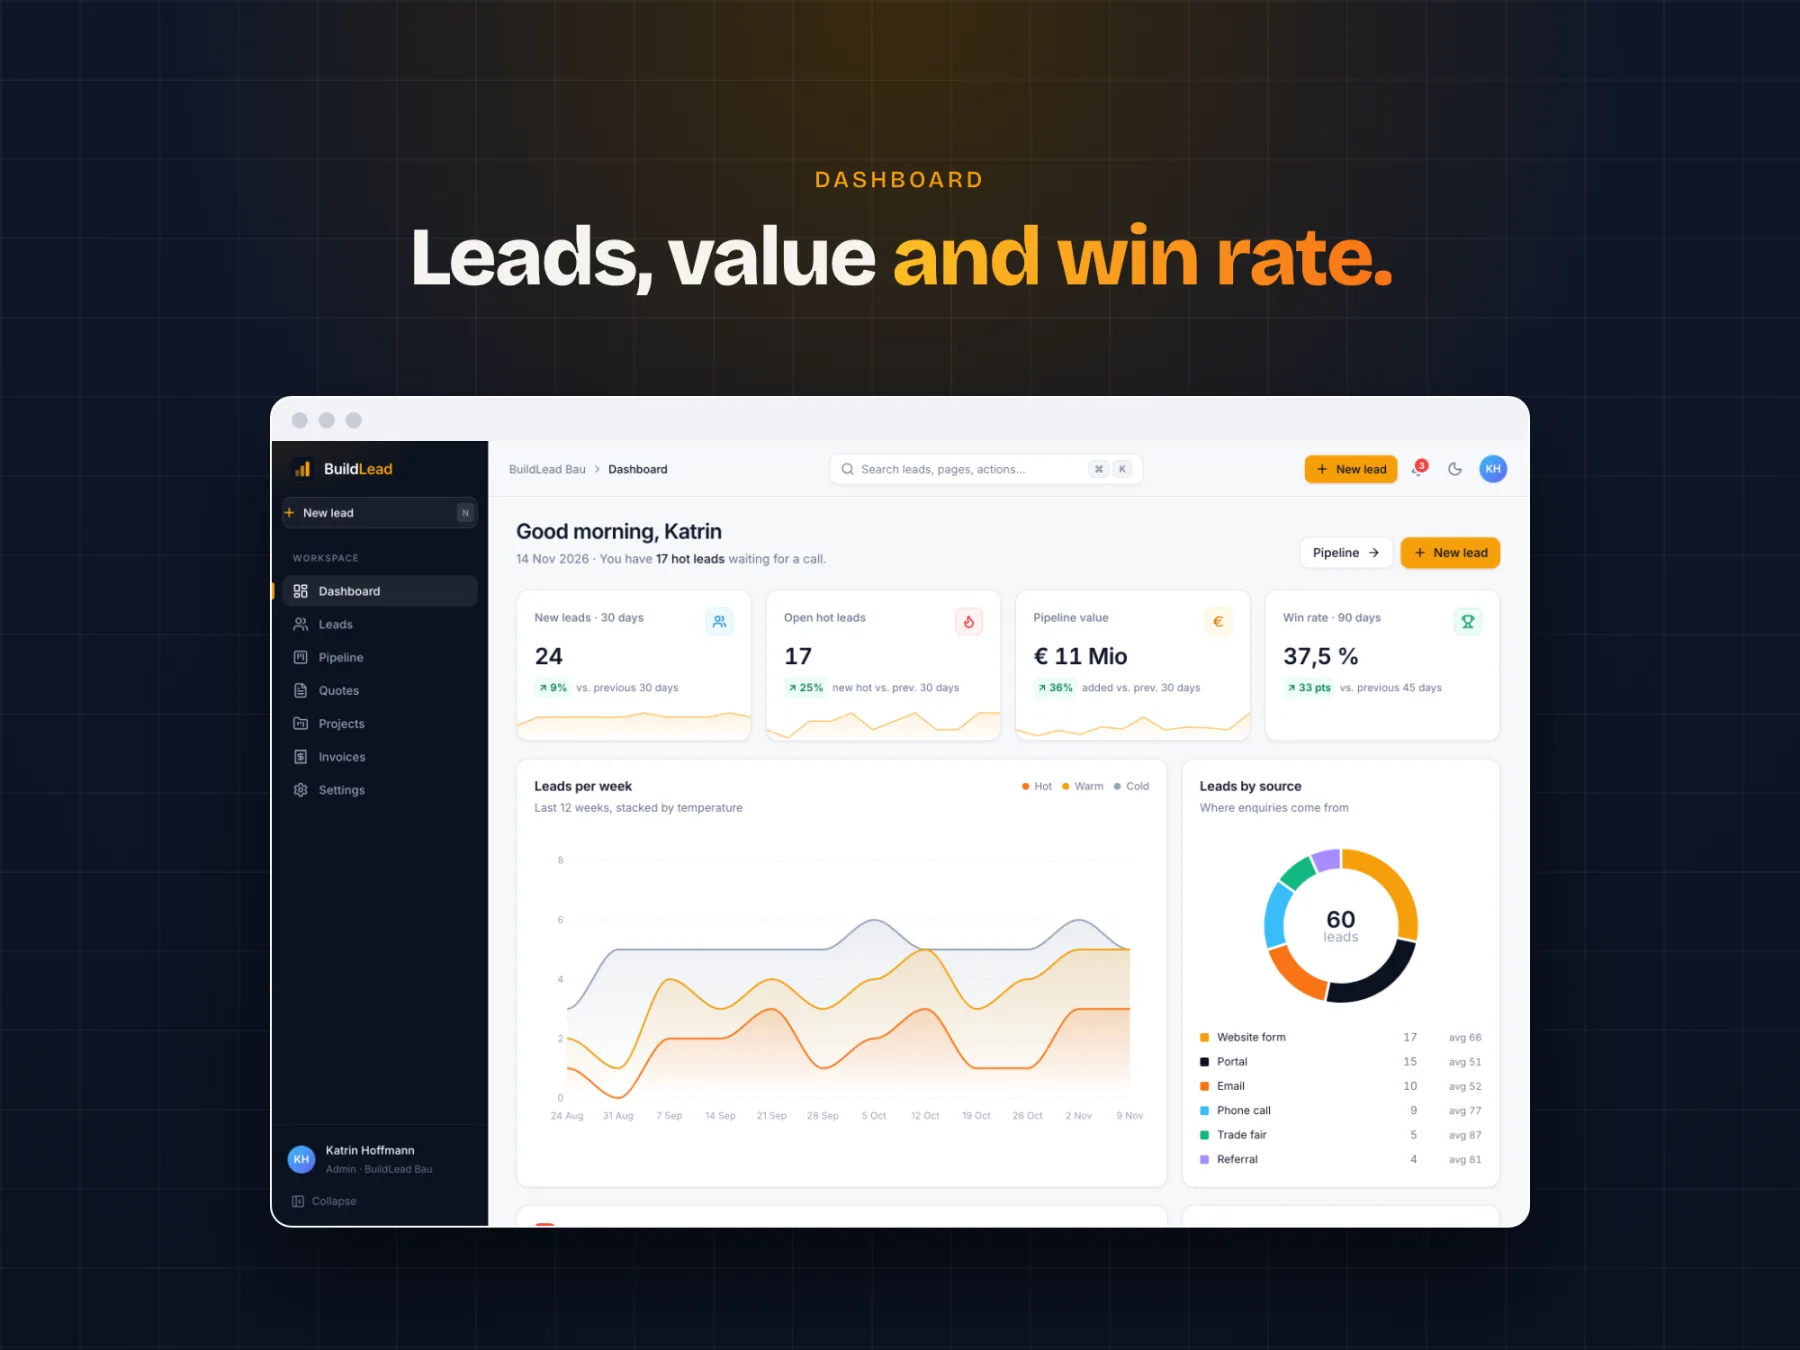 DASHBOARD
Leads, value and win rate.
BuildLead
New lead N
WORKSPACE
Dashboard
Leads
Pipeline
Quotes
Projects
Invoices
Settings
Katrin Hoffmann
Admin · BuildLead Bau
Collapse
BuildLead Bau > Dashboard
Search leads, pages, actions... ⌘ K
+ New lead
3
KH
KH
Good morning, Katrin
14 Nov 2026 · You have 17 hot leads waiting for a call.
Pipeline →
+ New lead
New leads · 30 days
24
↗ 9% vs. previous 30 days
Open hot leads
17
↗ 25% new hot vs. prev. 30 days
Pipeline value
€
€ 11 Mio
↗ 36% added vs. prev. 30 days
Win rate · 90 days
37,5 %
↗ 33 pts vs. previous 45 days
Leads per week
Hot Warm Cold
Last 12 weeks, stacked by temperature
8
6
4
2
0
24 Aug 31 Aug 7 Sep 14 Sep 21 Sep 28 Sep 5 Oct 12 Oct 19 Oct 26 Oct 2 Nov 9 Nov
Leads by source
Where enquiries come from
60
leads
Website form 17 avg 66
Portal 15 avg 51
Email 10 avg 52
Phone call 9 avg 77
Trade fair 5 avg 87
Referral 4 avg 81